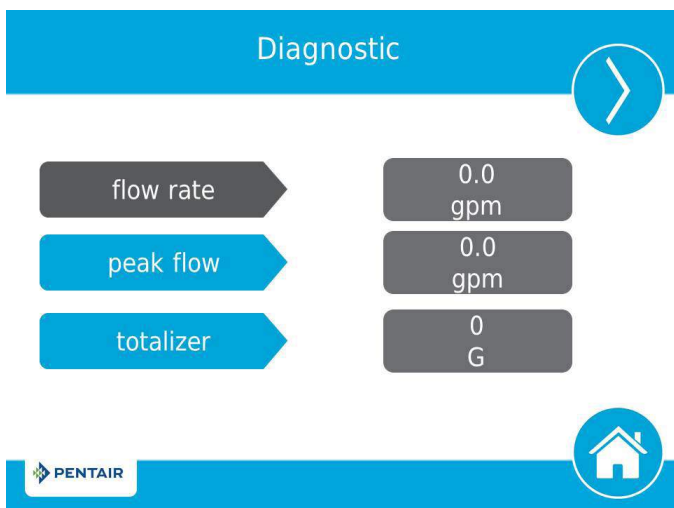 Diagnostic
flow rate
0.0
gpm
peak flow
0.0
gpm
totalizer
0
G
PENTAIR